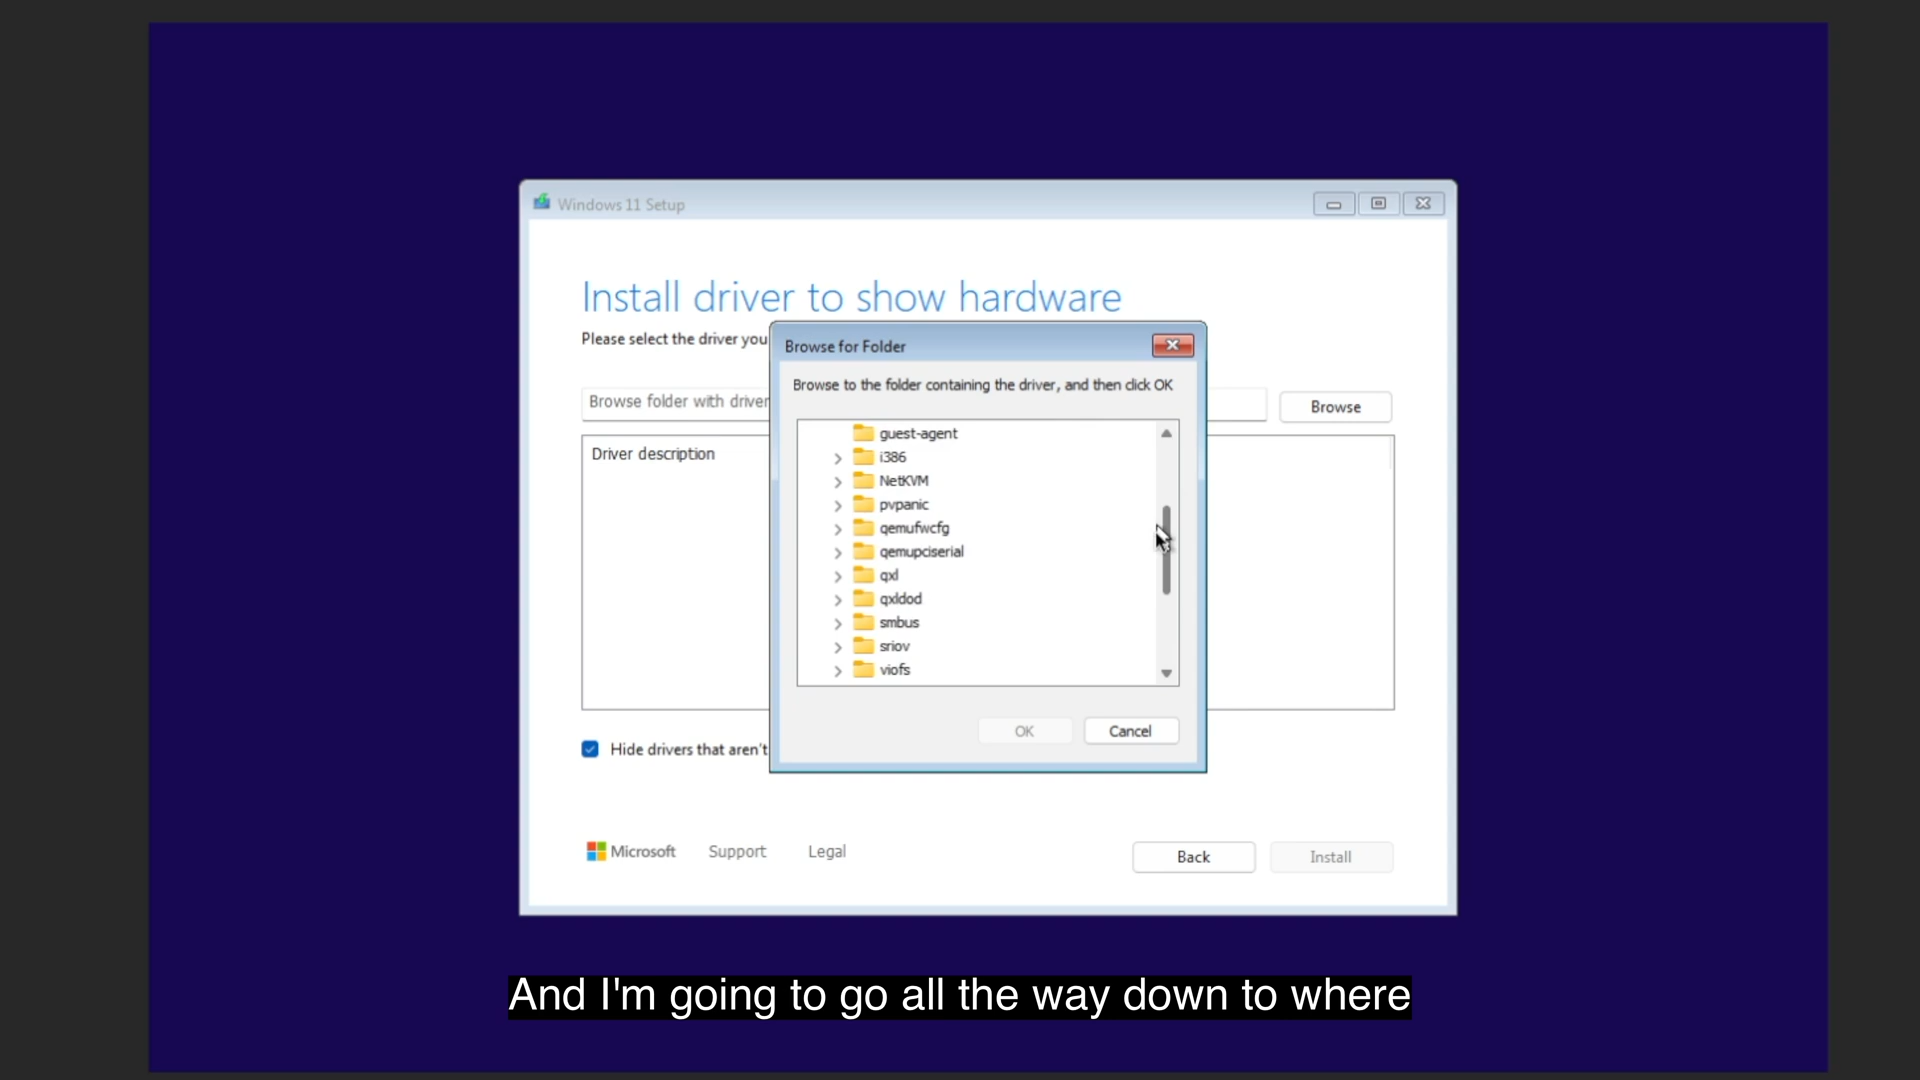 Windows 11 Setup
Install driver to show hardware
Please select the driver you
Browse for Folder
Browse to the folder containing the driver, and then click OK
Browse folder with driver
Browse
Driver description
guest-agent
i386
NetKVM
pvpanic
qemufwcfg
qemupciserial
qxl
qxldod
smbus
sriov
viofs
OK
Cancel
Hide drivers that aren't
Microsoft
Support
Legal
Back
Install
And I'm going to go all the way down to where